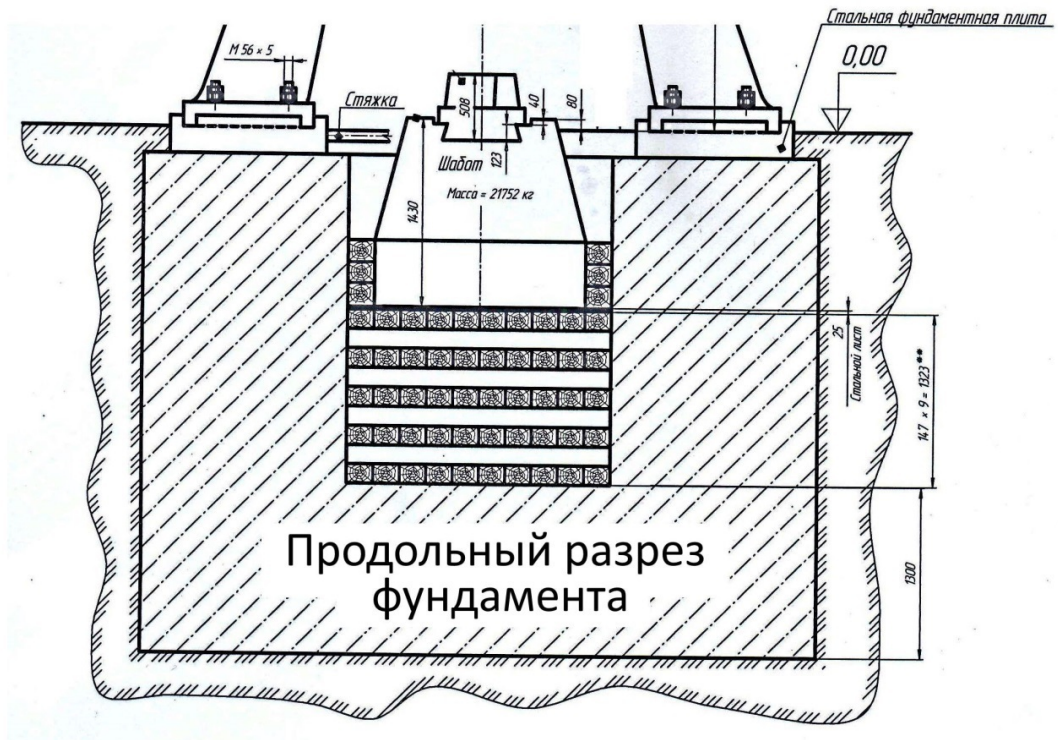 Стальная фундаментная плита
М 56 × 5
0,00
Стяжка
508
40
80
123
Шабот
Масса = 21752 кг
1430
25
Стальной лист
147 × 9 = 1323**
Продольный разрез
фундамента
1300